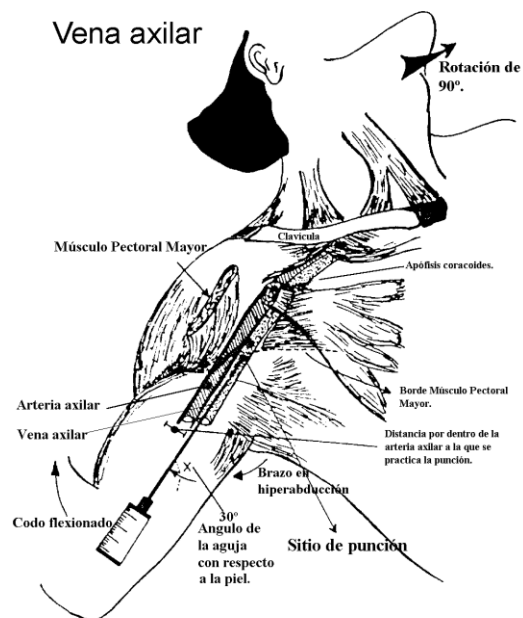 Vena axilar
Rotación de
90º.
Clavícula
Músculo Pectoral Mayor
Apófisis coracoides.
Arteria axilar
Borde Músculo Pectoral
Mayor.
Vena axilar
Distancia por dentro de la
arteria axilar a la que se
practica la punción.
Brazo en
hiperabducción
Codo flexionado
30º
Angulo de
la aguja
con respecto
a la piel.
X
Sitio de punción